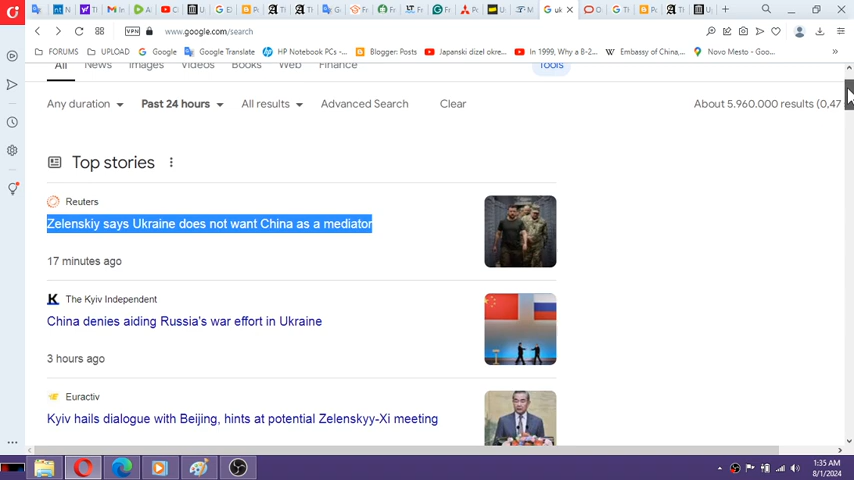 www.google.com/search
VPN
FORUMS UPLOAD Google Google Translate HP Notebook PCs -... Blogger: Posts Japanski dizel okre... In 1999, Why a B-2... Embassy of China,... Novo Mesto - Goo...
All News Images Videos Books Web Finance Tools
Any duration Past 24 hours All results Advanced Search Clear About 5.960.000 results (0,47
Top stories
Reuters
Zelenskiy says Ukraine does not want China as a mediator
17 minutes ago
The Kyiv Independent
China denies aiding Russia's war effort in Ukraine
3 hours ago
Euractiv
Kyiv hails dialogue with Beijing, hints at potential Zelenskyy-Xi meeting
1:35 AM
8/1/2024